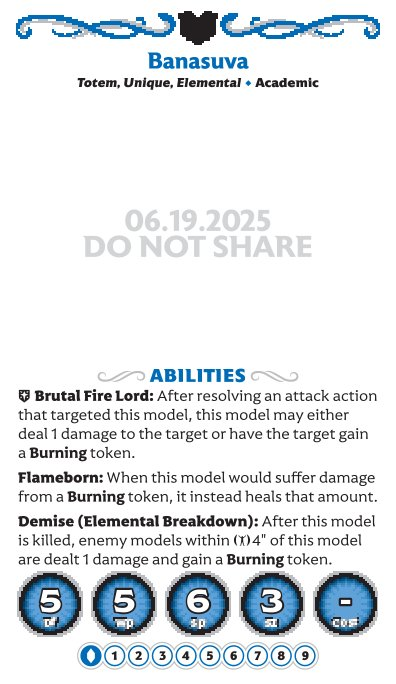 Banasuva
Totem, Unique, Elemental ⬥ Academic
06.19.2025
DO NOT SHARE
ABILITIES
Brutal Fire Lord: After resolving an attack action
that targeted this model, this model may either
deal 1 damage to the target or have the target gain
a Burning token.
Flameborn: When this model would suffer damage
from a Burning token, it instead heals that amount.
Demise (Elemental Breakdown): After this model
is killed, enemy models within 4" of this model
are dealt 1 damage and gain a Burning token.
5 5 6 3 -
Df Wp Sp Sz Cost
1 2 3 4 5 6 7 8 9